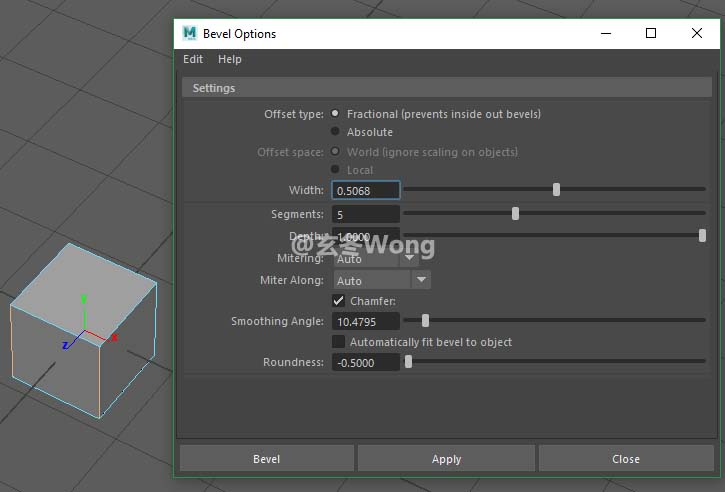 M Bevel Options
Edit Help
Settings
Offset type: Fractional (prevents inside out bevels)
Absolute
Offset space: World (ignore scaling on objects)
Local
Width: 0.5068
Segments: 5
Depth: 1.0000
@玄冬Wong
Mitering: Auto
Miter Along: Auto
Chamfer:
Smoothing Angle: 10.4795
Automatically fit bevel to object
Roundness: -0.5000
Bevel Apply Close
y
x
z